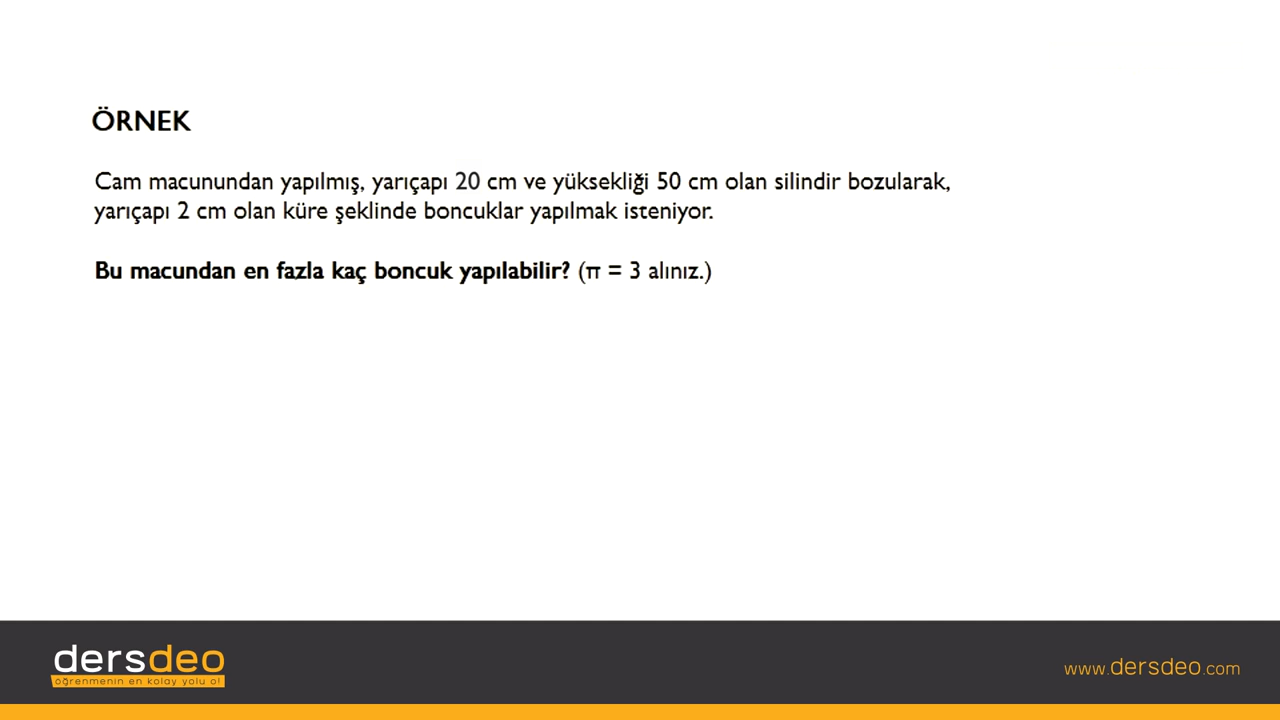 ÖRNEK
Cam macunundan yapılmış, yarıçapı 20 cm ve yüksekliği 50 cm olan silindir bozularak,
yarıçapı 2 cm olan küre şeklinde boncuklar yapılmak isteniyor.
Bu macundan en fazla kaç boncuk yapılabilir? (π = 3 alınız.)
dersdeo
öğrenmenin en kolay yolu o!
www.dersdeo.com